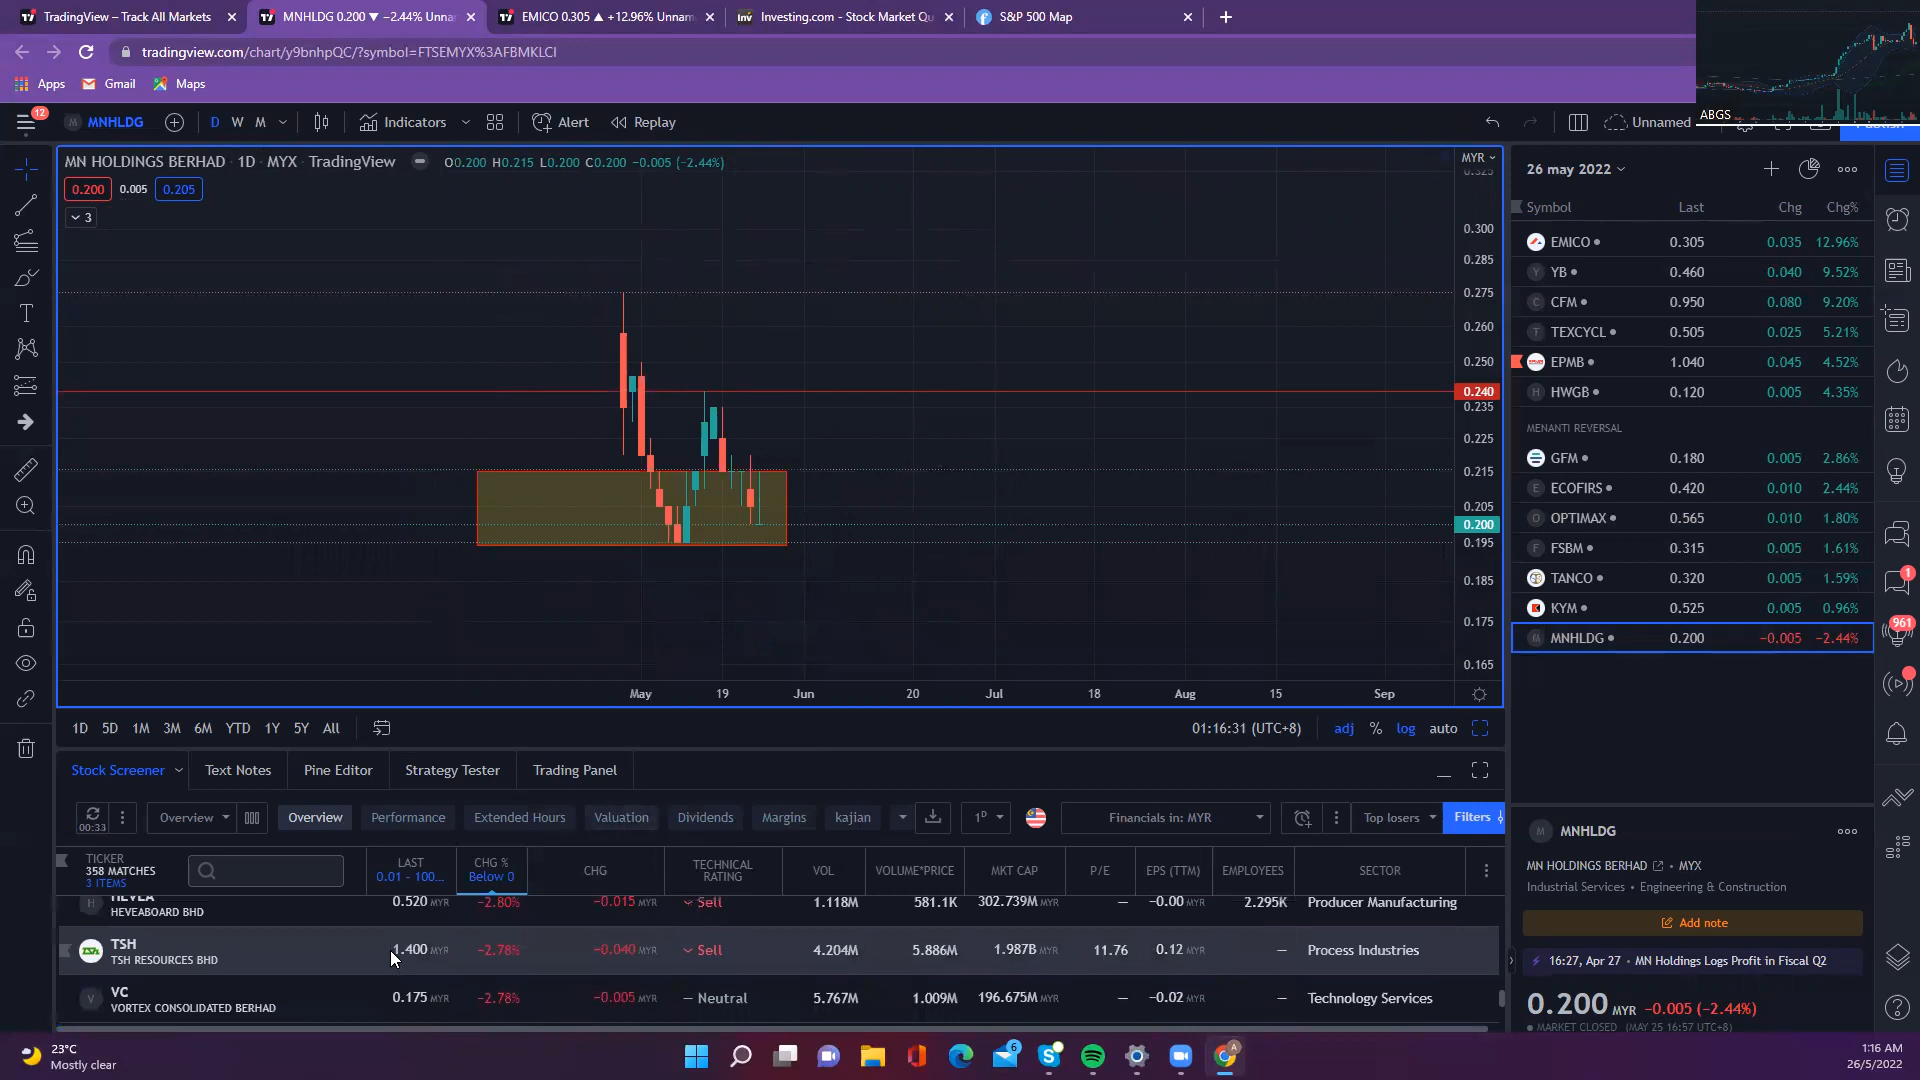 TradingView – Track All Markets
MNHLDG 0.200 ▼ −2.44% Unna
EMICO 0.305 ▲ +12.96% Unnam
Investing.com - Stock Market Qu
S&P 500 Map
tradingview.com/chart/y9bnhpQC/?symbol=FTSEMYX%3AFBMKLCI
Apps
Gmail
Maps
ABGS
12
MNHLDG
D
W
M
Indicators
Alert
Replay
Unnamed
MN HOLDINGS BERHAD · 1D · MYX · TradingView
O0.200 H0.215 L0.200 C0.200 −0.005 (−2.44%)
0.200
0.005
0.205
3
MYR
0.325
0.300
0.285
0.275
0.260
0.250
0.240
0.235
0.225
0.215
0.205
0.200
0.195
0.185
0.175
0.165
May
19
Jun
20
Jul
18
Aug
15
Sep
1D 5D 1M 3M 6M YTD 1Y 5Y All
01:16:31 (UTC+8)
adj
%
log
auto
26 may 2022
Symbol Last Chg Chg%
EMICO 0.305 0.035 12.96%
YB 0.460 0.040 9.52%
CFM 0.950 0.080 9.20%
TEXCYCL 0.505 0.025 5.21%
EPMB 1.040 0.045 4.52%
HWGB 0.120 0.005 4.35%
MENANTI REVERSAL
GFM 0.180 0.005 2.86%
ECOFIRS 0.420 0.010 2.44%
OPTIMAX 0.565 0.010 1.80%
FSBM 0.315 0.005 1.61%
TANCO 0.320 0.005 1.59%
KYM 0.525 0.005 0.96%
MNHLDG 0.200 −0.005 −2.44%
1
961
Stock Screener
Text Notes
Pine Editor
Strategy Tester
Trading Panel
00:33
Overview
Overview
Performance
Extended Hours
Valuation
Dividends
Margins
kajian
1D
Financials in: MYR
Top losers
Filters
TICKER
358 MATCHES
3 ITEMS
LAST
0.01 - 100...
CHG %
Below 0
CHG
TECHNICAL
RATING
VOL
VOLUME*PRICE
MKT CAP
P/E
EPS (TTM)
EMPLOYEES
SECTOR
HEVEA
HEVEABOARD BHD
0.520 MYR −2.80% −0.015 MYR Sell 1.118M 581.1K 302.739M MYR — −0.00 MYR 2.295K Producer Manufacturing
TSH
TSH RESOURCES BHD
1.400 MYR −2.78% −0.040 MYR Sell 4.204M 5.886M 1.987B MYR 11.76 0.12 MYR — Process Industries
VC
VORTEX CONSOLIDATED BERHAD
0.175 MYR −2.78% −0.005 MYR Neutral 5.767M 1.009M 196.675M MYR — −0.02 MYR — Technology Services
MNHLDG
MN HOLDINGS BERHAD • MYX
Industrial Services • Engineering & Construction
Add note
16:27, Apr 27 • MN Holdings Logs Profit in Fiscal Q2
0.200 MYR −0.005 (−2.44%)
MARKET CLOSED (MAY 25 16:57 UTC+8)
23°C
Mostly clear
6
1:16 AM
26/5/2022